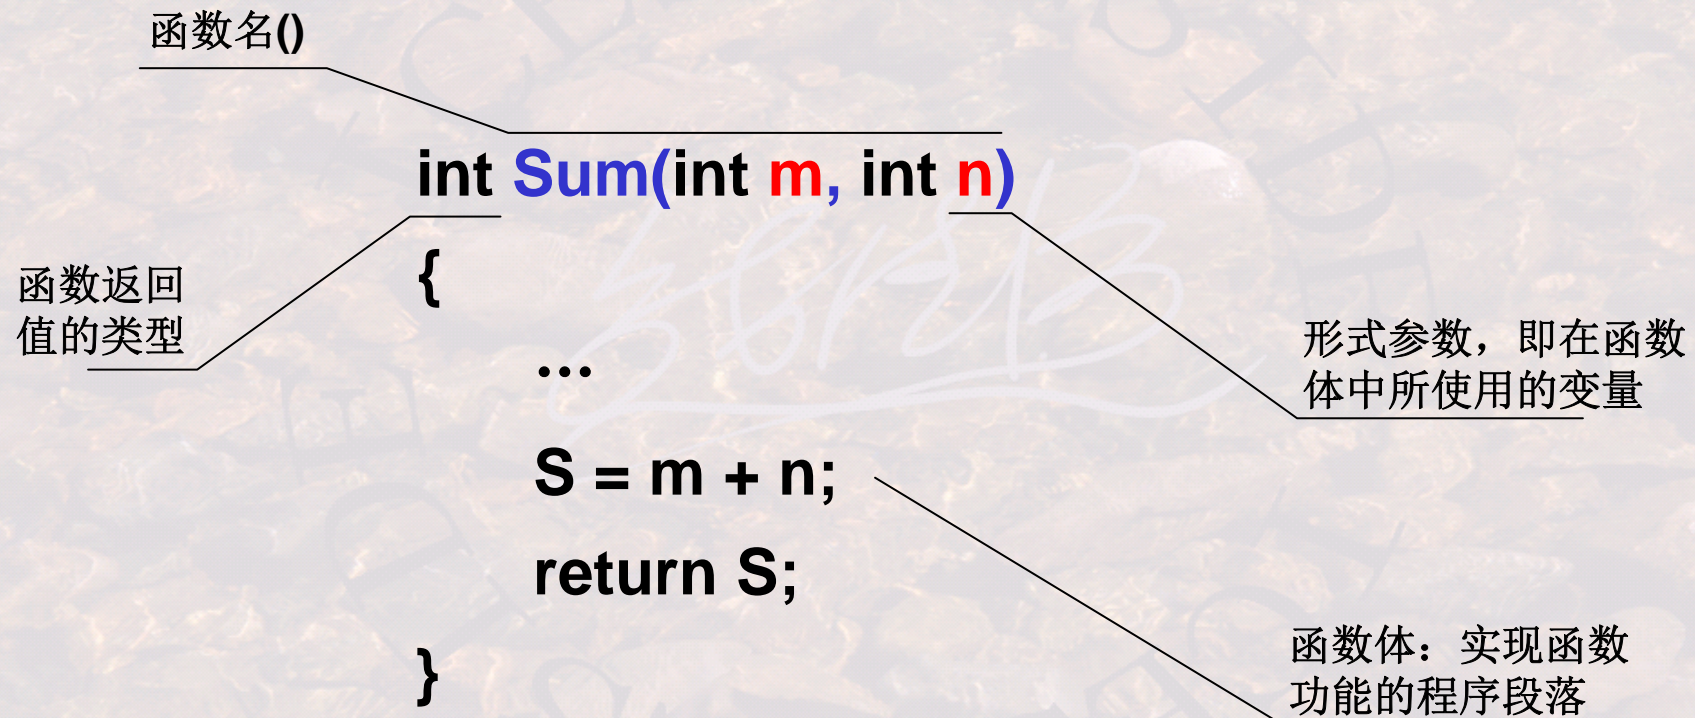 函数名()
int Sum(int m, int n)
{
函数返回
值的类型
形式参数，即在函数
体中所使用的变量
...
S = m + n;
return S;
函数体：实现函数
功能的程序段落
}